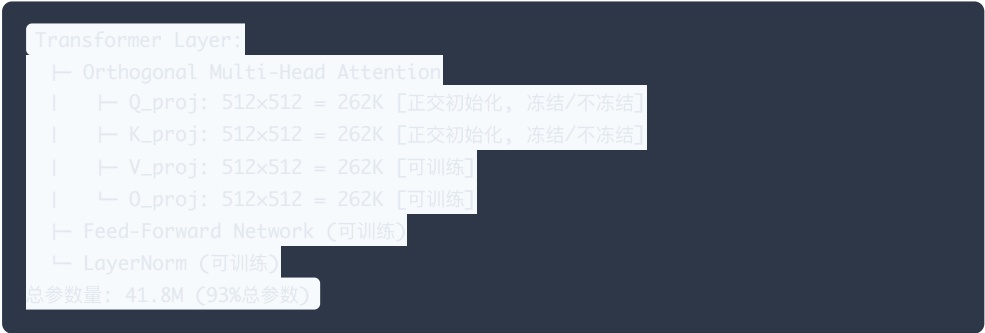 Transformer Layer:
├─ Orthogonal Multi-Head Attention
│  ├─ Q_proj: 512×512 = 262K [正交初始化, 冻结/不冻结]
│  ├─ K_proj: 512×512 = 262K [正交初始化, 冻结/不冻结]
│  ├─ V_proj: 512×512 = 262K [可训练]
│  └─ O_proj: 512×512 = 262K [可训练]
├─ Feed-Forward Network (可训练)
└─ LayerNorm (可训练)
总参数量: 41.8M (93%总参数)